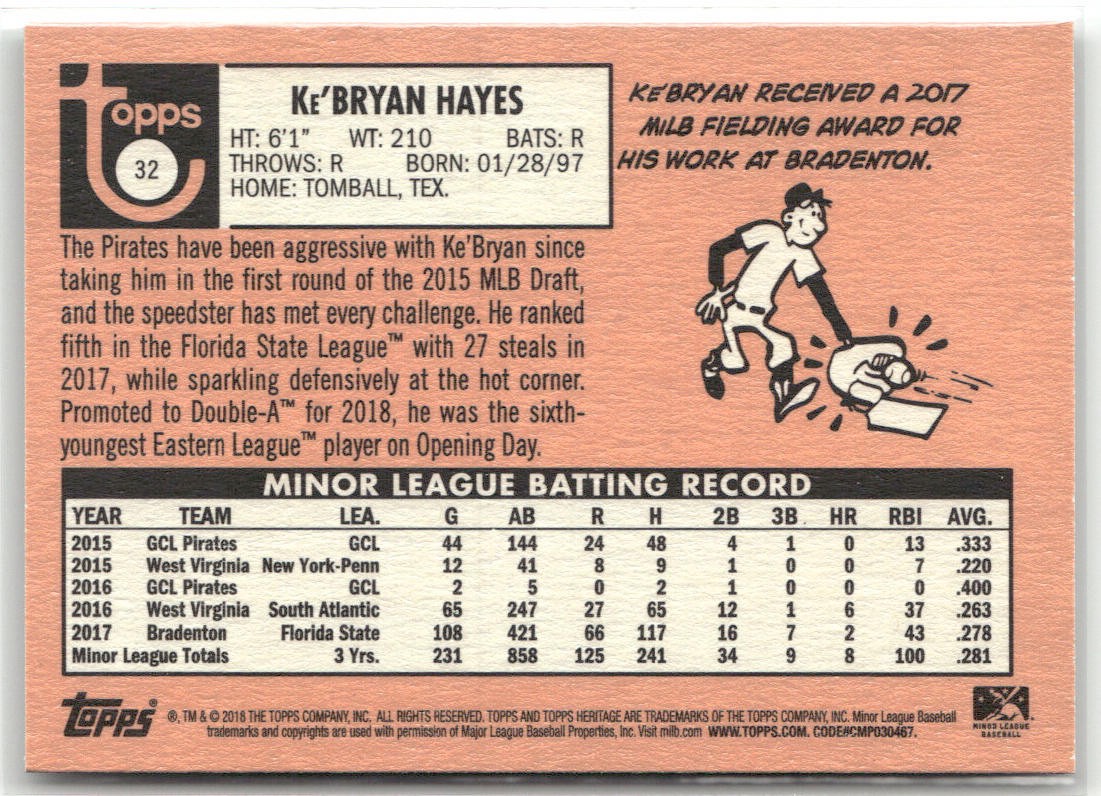 topps
32
KE'BRYAN HAYES
HT: 6'1" WT: 210 BATS: R
THROWS: R BORN: 01/28/97
HOME: TOMBALL, TEX.
KE'BRYAN RECEIVED A 2017
MILB FIELDING AWARD FOR
HIS WORK AT BRADENTON.
The Pirates have been aggressive with Ke'Bryan since
taking him in the first round of the 2015 MLB Draft,
and the speedster has met every challenge. He ranked
fifth in the Florida State League™ with 27 steals in
2017, while sparkling defensively at the hot corner.
Promoted to Double-A™ for 2018, he was the sixth-
youngest Eastern League™ player on Opening Day.
MINOR LEAGUE BATTING RECORD
YEAR TEAM LEA. G AB R H 2B 3B HR RBI AVG.
2015 GCL Pirates GCL 44 144 24 48 4 1 0 13 .333
2015 West Virginia New York-Penn 12 41 8 9 1 0 0 7 .220
2016 GCL Pirates GCL 2 5 0 2 1 0 0 0 .400
2016 West Virginia South Atlantic 65 247 27 65 12 1 6 37 .263
2017 Bradenton Florida State 108 421 66 117 16 7 2 43 .278
Minor League Totals 3 Yrs. 231 858 125 241 34 9 8 100 .281
topps®
®, TM & © 2018 THE TOPPS COMPANY, INC. ALL RIGHTS RESERVED. TOPPS AND TOPPS HERITAGE ARE TRADEMARKS OF THE TOPPS COMPANY, INC. Minor League Baseball
trademarks and copyrights are used with permission of Major League Baseball Properties, Inc. Visit milb.com WWW.TOPPS.COM. CODE#CMP030467.
MINOR LEAGUE
BASEBALL